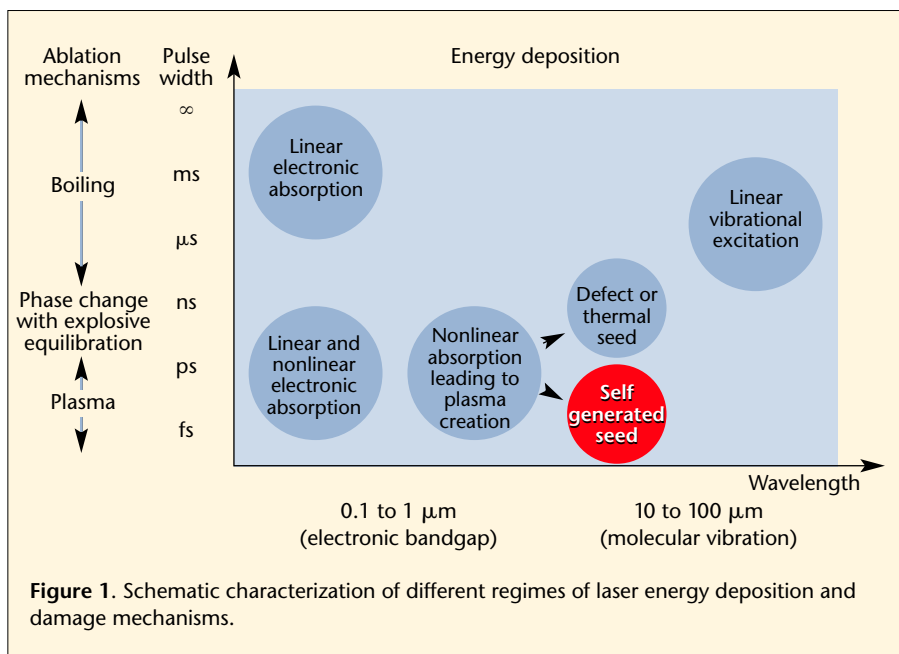 Ablation
mechanisms
Pulse
width
Energy deposition
∞
ms
μs
ns
ps
fs
Boiling
Phase change
with explosive
equilibration
Plasma
Linear
electronic
absorption
Linear
vibrational
excitation
Defect or
thermal
seed
Linear and
nonlinear
electronic
absorption
Nonlinear
absorption
leading to
plasma
creation
Self
generated
seed
Wavelength
0.1 to 1 μm
(electronic bandgap)
10 to 100 μm
(molecular vibration)
Figure 1. Schematic characterization of different regimes of laser energy deposition and
damage mechanisms.